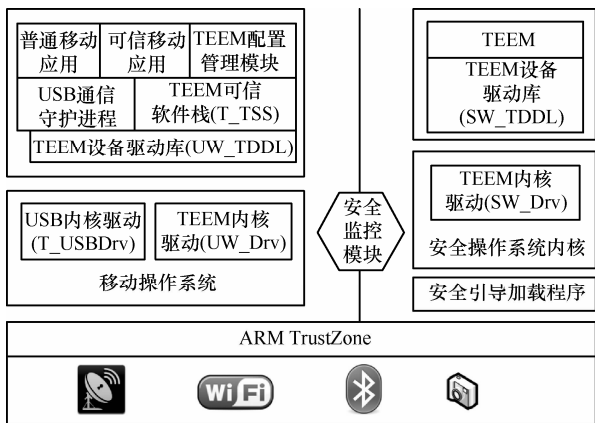 普通移动
应用
可信移动
应用
TEEM配置
管理模块
USB通信
守护进程
TEEM可信
软件栈(T_TSS)
TEEM设备驱动库(UW_TDDL)
USB内核驱动
(T_USBDrv)
TEEM内核
驱动(UW_Drv)
移动操作系统
安全
监控
模块
TEEM
TEEM设备
驱动库
(SW_TDDL)
TEEM内核
驱动(SW_Drv)
安全操作系统内核
安全引导加载程序
ARM TrustZone
WiFi